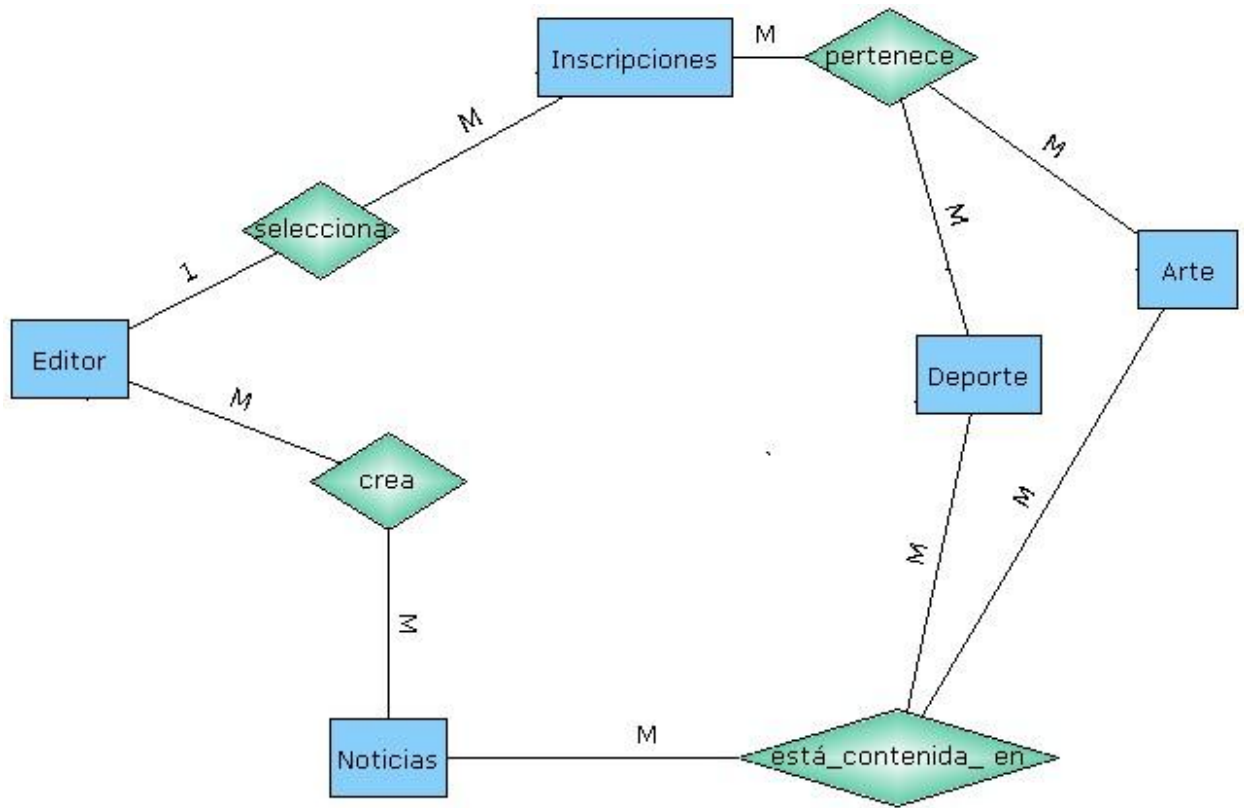 Inscripciones
M
pertenece
M
M
selecciona
M
Arte
1
Editor
Deporte
M
crea
M
M
M
Noticias
M
está_contenida_ en